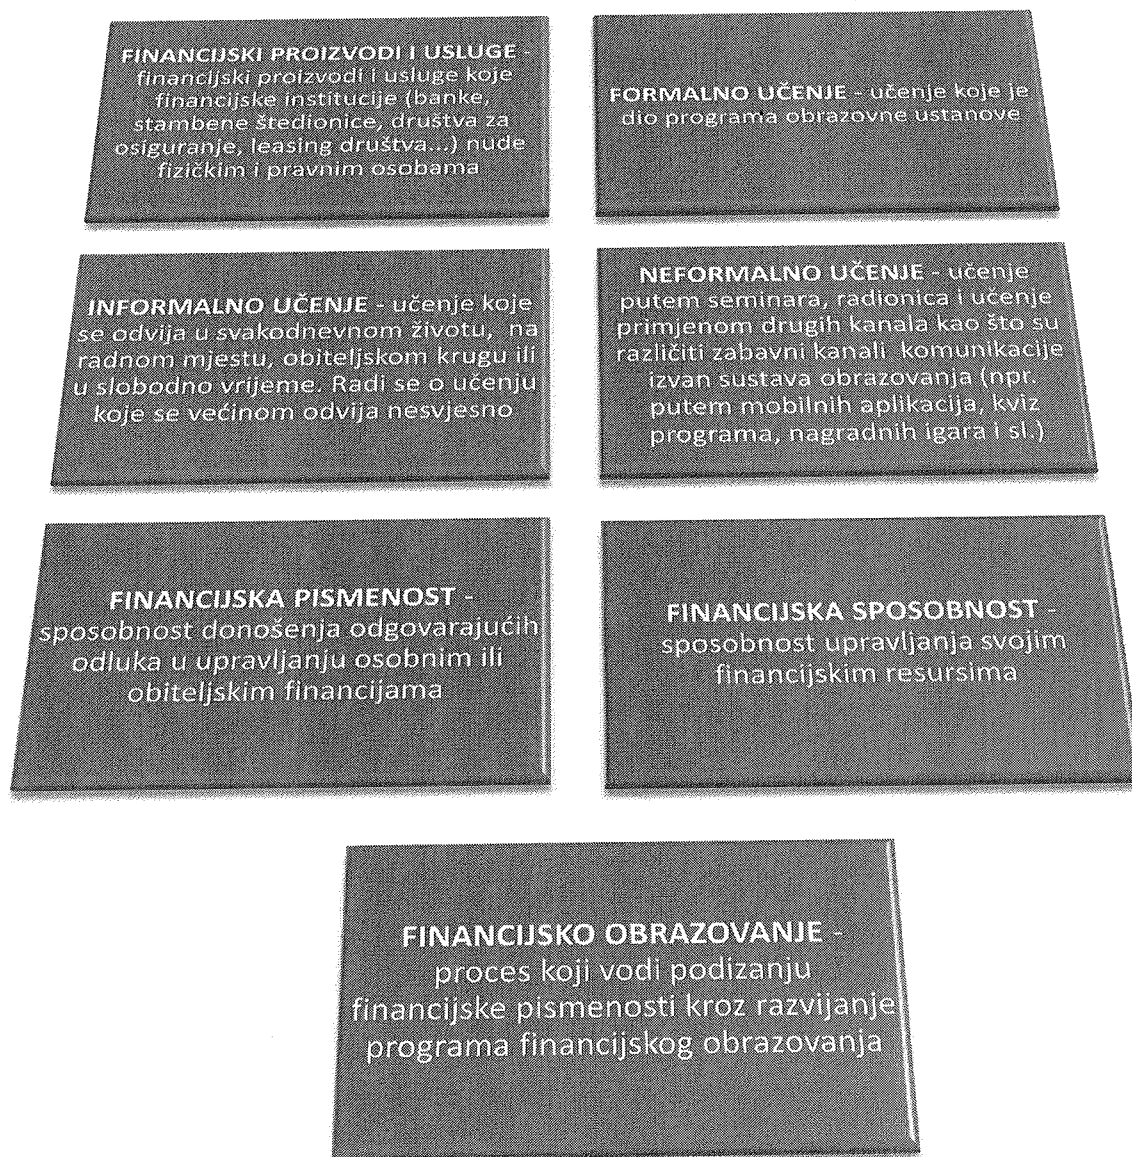 FINANCIJSKI PROIZVODI I USLUGE -
financijski proizvodi i usluge koje
financijske institucije (banke,
stambene štedionice, društva za
osiguranje, leasing društva...) nude
fizičkim i pravnim osobama
FORMALNO UČENJE - učenje koje je
dio programa obrazovne ustanove
INFORMALNO UČENJE - učenje koje
se odvija u svakodnevnom životu, na
radnom mjestu, obiteljskom krugu ili
u slobodno vrijeme. Radi se o učenju
koje se većinom odvija nesvjesno
NEFORMALNO UČENJE - učenje
putem seminara, radionica i učenje
primjenom drugih kanala kao što su
različiti zabavni kanali komunikacije
izvan sustava obrazovanja (npr.
putem mobilnih aplikacija, kviz
programa, nagradnih igara i sl.)
FINANCIJSKA PISMENOST -
sposobnost donošenja odgovarajućih
odluka u upravljanju osobnim ili
obiteljskim financijama
FINANCIJSKA SPOSOBNOST -
sposobnost upravljanja svojim
financijskim resursima
FINANCIJSKO OBRAZOVANJE -
proces koji vodi podizanju
financijske pismenosti kroz razvijanje
programa financijskog obrazovanja